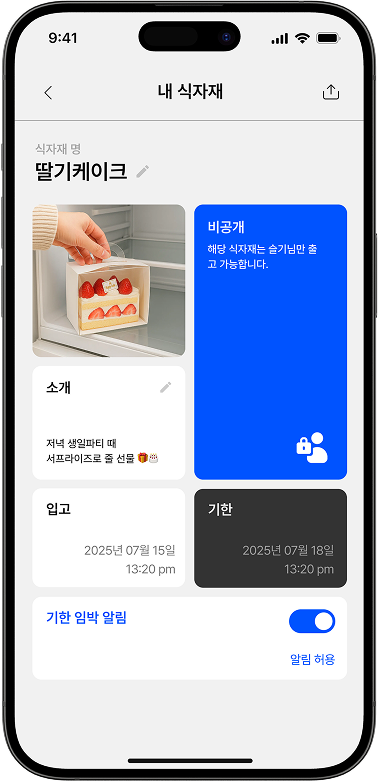 9:41
내 식자재
식자재 명
딸기케이크
비공개
해당 식자재는 슬기님만 출
고 가능합니다.
소개
저녁 생일파티 때
서프라이즈로 줄 선물 🎁🎂
입고
2025년 07월 15일
13:20 pm
기한
2025년 07월 18일
13:20 pm
기한 임박 알림
알림 허용